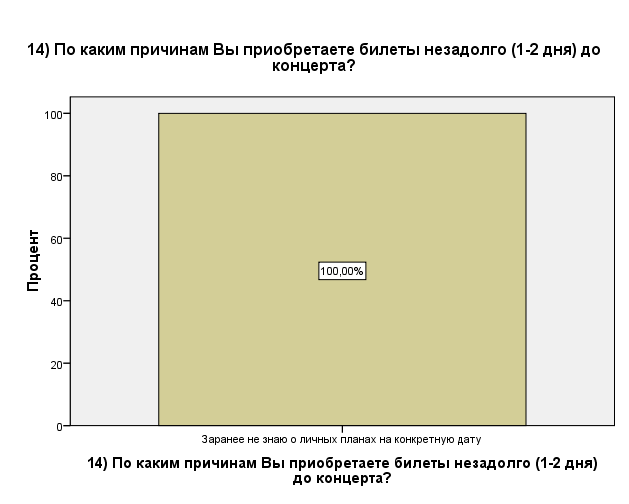 14) По каким причинам Вы приобретаете билеты незадолго (1-2 дня) до
концерта?
100
80
60
40
20
0
Процент
100,00%
Заранее не знаю о личных планах на конкретную дату
14) По каким причинам Вы приобретаете билеты незадолго (1-2 дня)
до концерта?